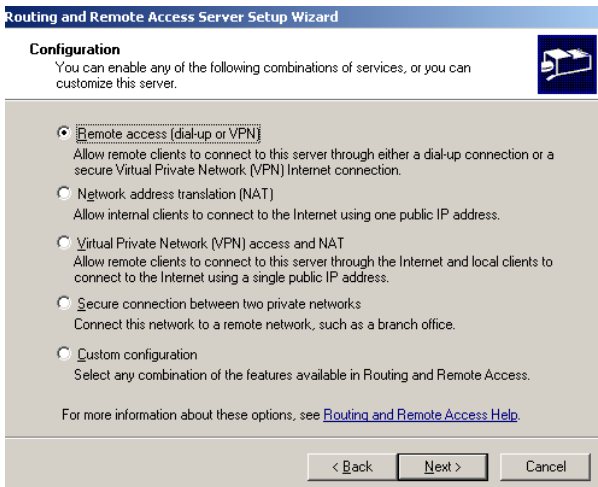 Routing and Remote Access Server Setup Wizard
Configuration
You can enable any of the following combinations of services, or you can
customize this server.
Remote access (dial-up or VPN)
Allow remote clients to connect to this server through either a dial-up connection or a
secure Virtual Private Network (VPN) Internet connection.
Network address translation (NAT)
Allow internal clients to connect to the Internet using one public IP address.
Virtual Private Network (VPN) access and NAT
Allow remote clients to connect to this server through the Internet and local clients to
connect to the Internet using a single public IP address.
Secure connection between two private networks
Connect this network to a remote network, such as a branch office.
Custom configuration
Select any combination of the features available in Routing and Remote Access.
For more information about these options, see Routing and Remote Access Help.
< Back Next > Cancel